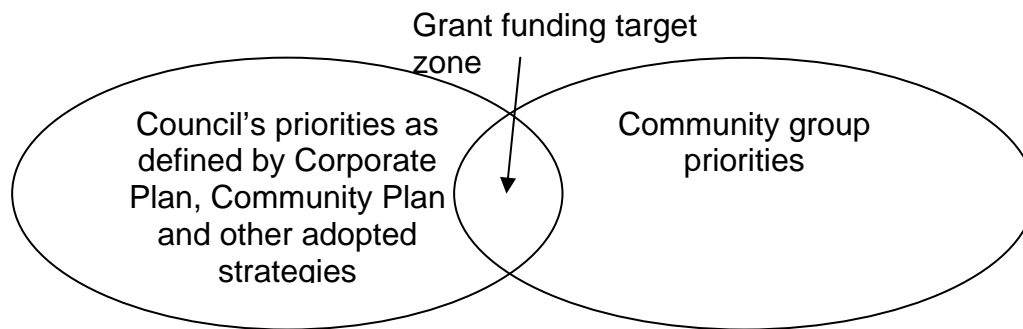 Grant funding target
zone
Council’s priorities as
defined by Corporate
Plan, Community Plan
and other adopted
strategies
Community group
priorities